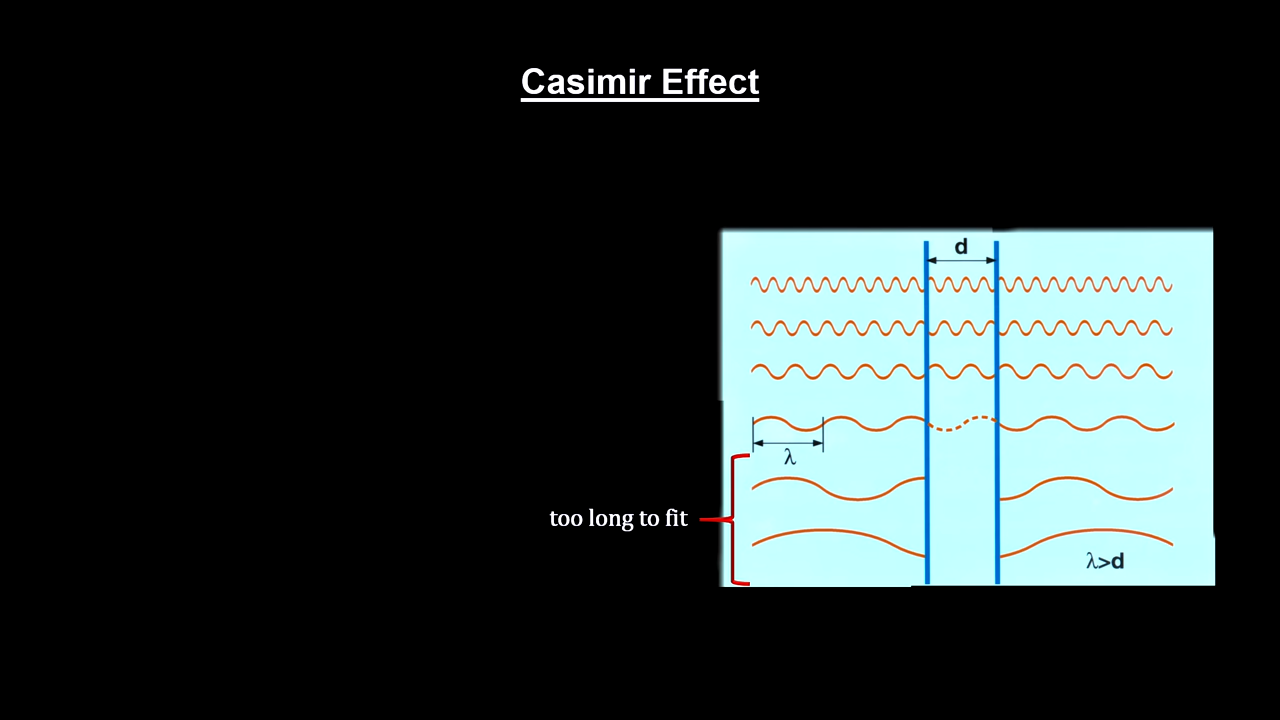 Casimir Effect
d
λ
too long to fit
λ>d